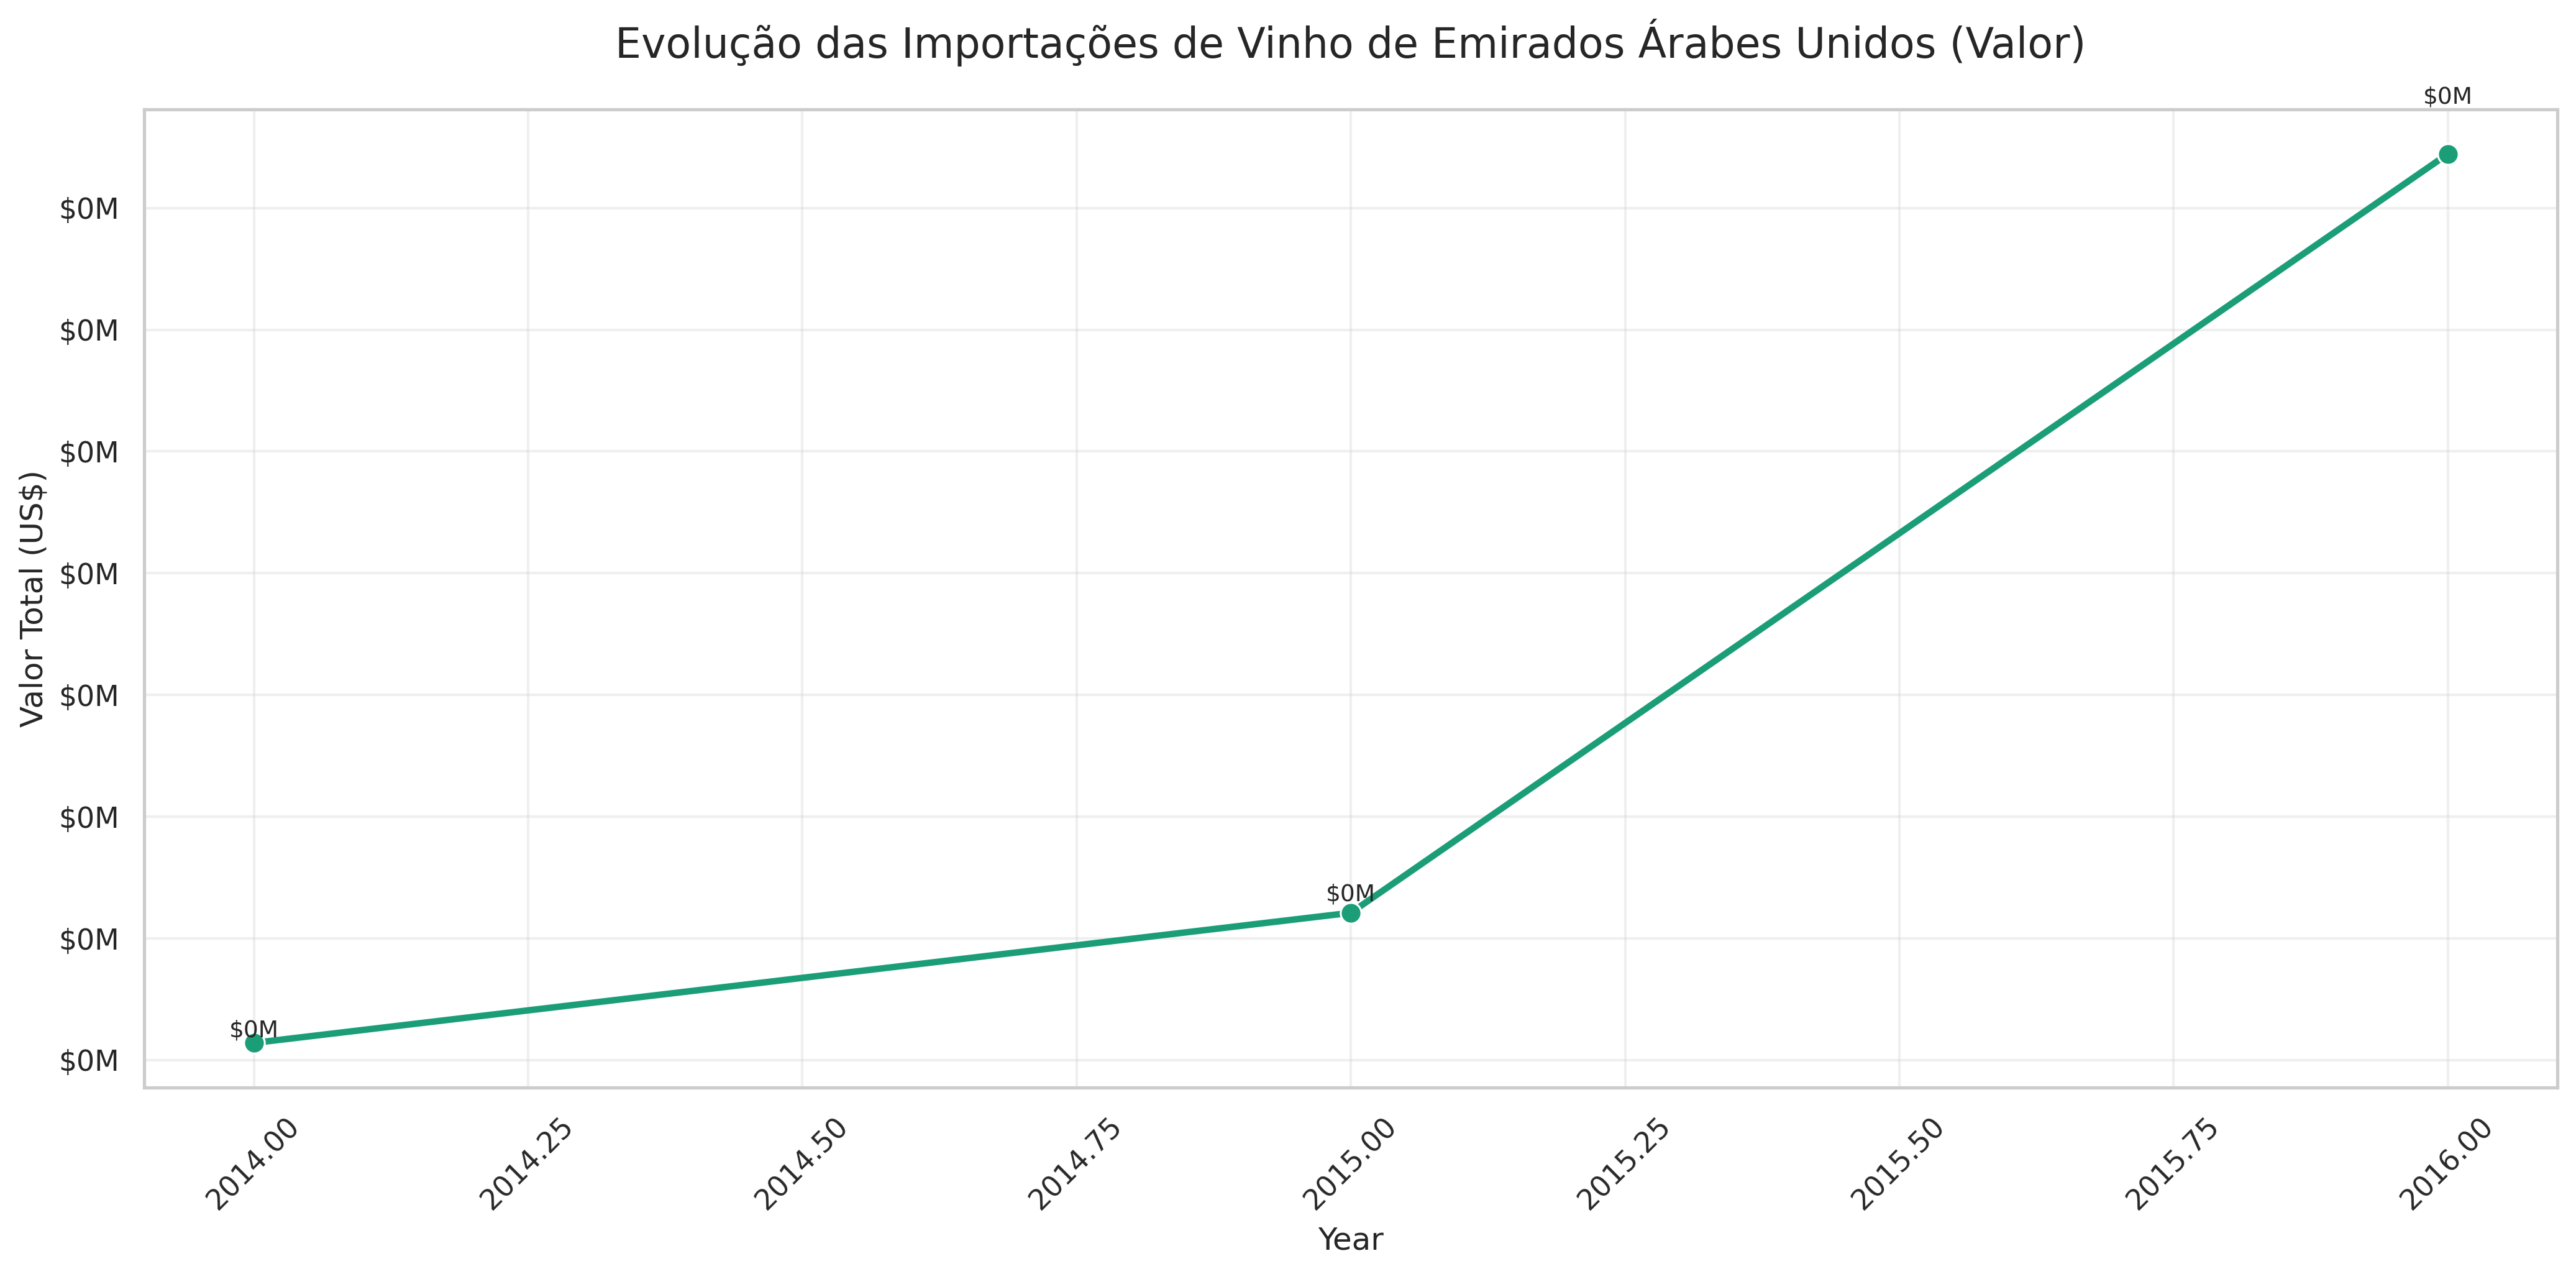 Evolução das Importações de Vinho de Emirados Árabes Unidos (Valor)
$0M
$0M
$0M
$0M
$0M
$0M
$0M
$0M
$0M
$0M
$0M
Valor Total (US$)
2014.00
2014.25
2014.50
2014.75
2015.00
2015.25
2015.50
2015.75
2016.00
Year